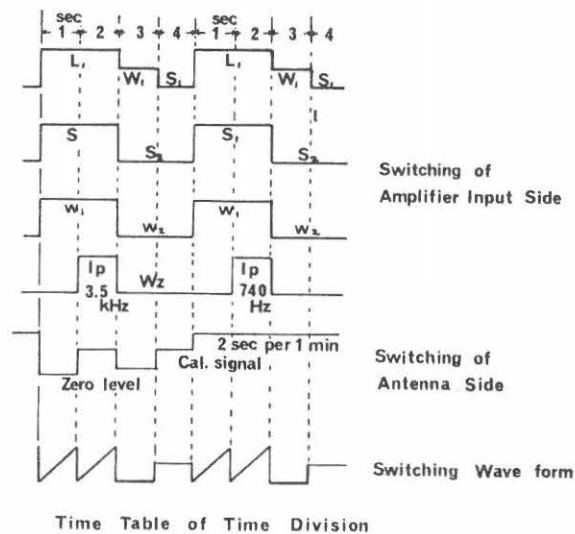 sec sec
1 2 3 4 1 2 3 4
L₁ W₁ S₁ L₁ W₁ S₁
S S₂ S₁ S₂
W₁ W₂ W₁ W₂
Switching of
Amplifier Input Side
Ip Wz Ip
3.5 740
kHz Hz
2 sec per 1 min
Cal. signal
Zero level
Switching of
Antenna Side
Switching Wave form
Time Table of Time Division